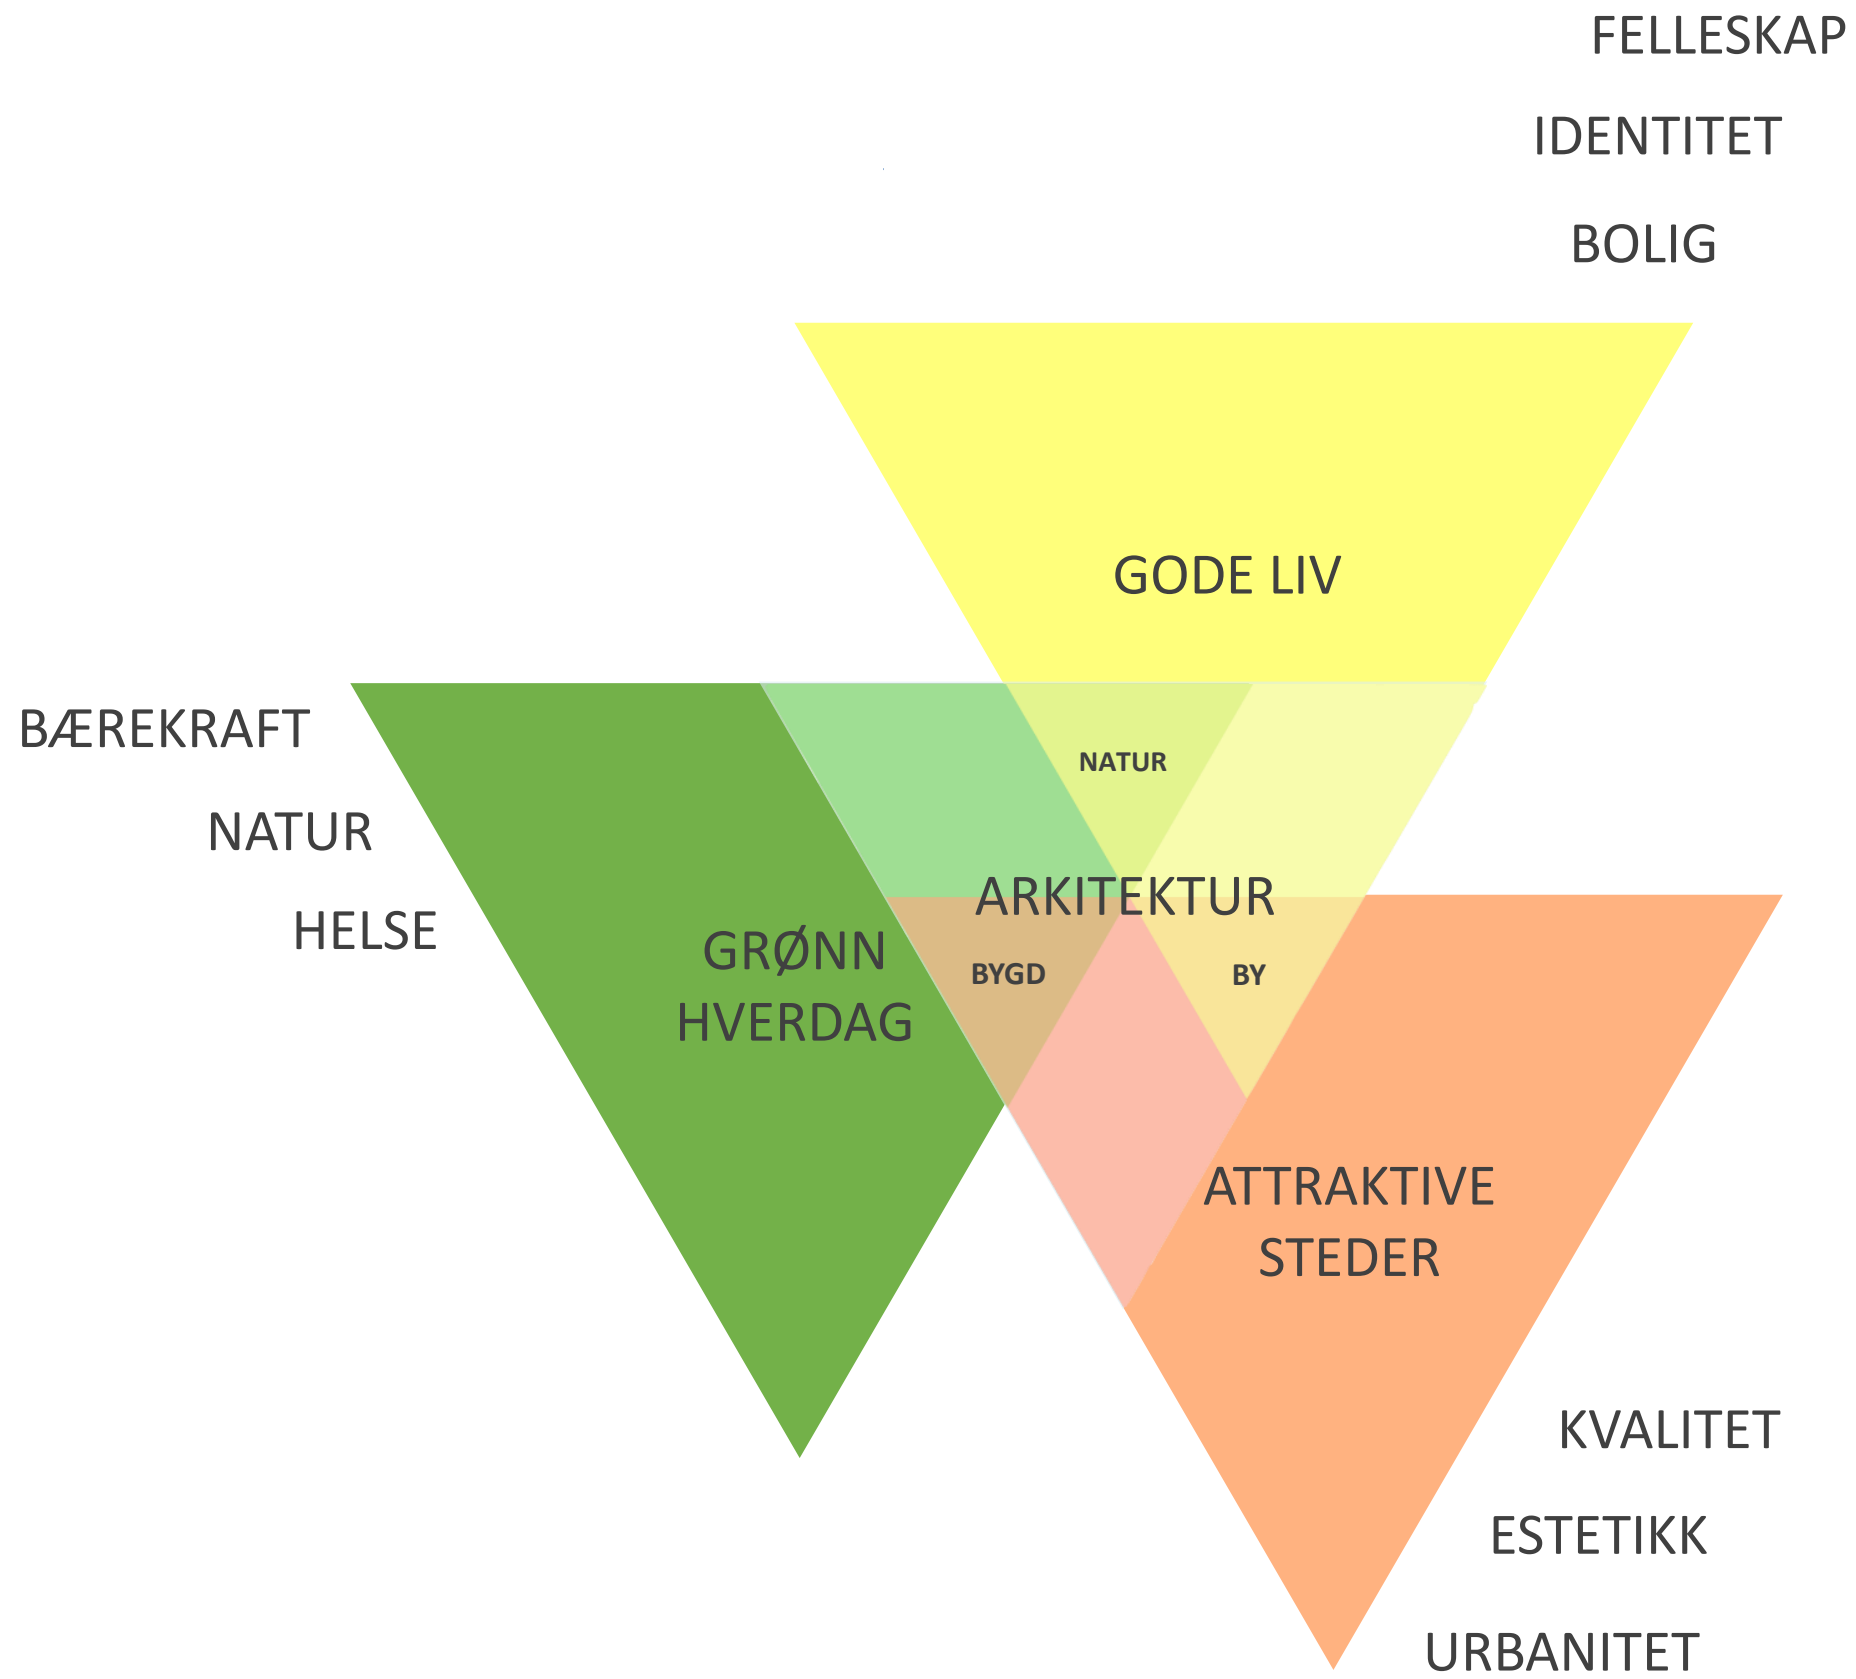 FELLESKAP
IDENTITET
BOLIG
GODE LIV
BÆREKRAFT
NATUR
HELSE
NATUR
ARKITEKTUR
GRØNN
HVERDAG
BYGD
BY
ATTRAKTIVE
STEDER
KVALITET
ESTETIKK
URBANITET